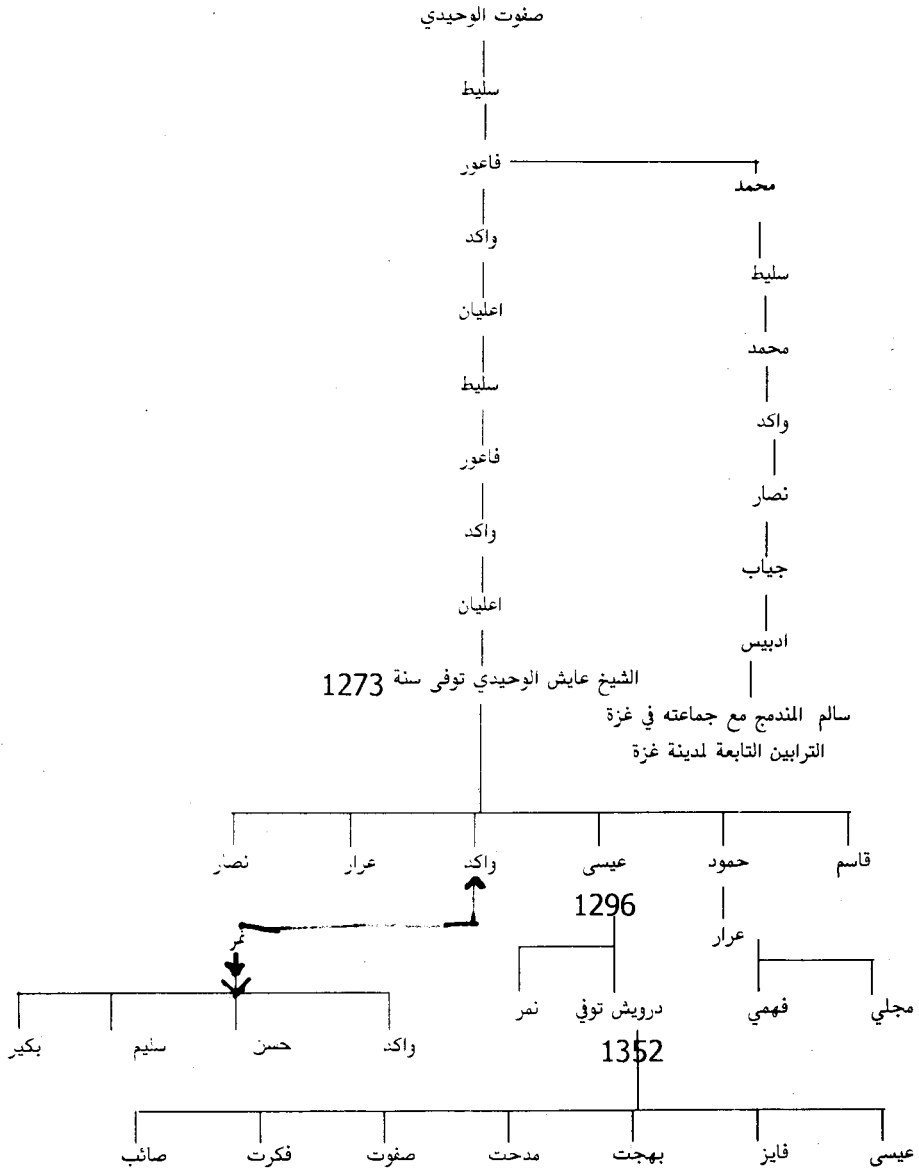 صفوت الوحيدي
سليط
فاعور
محمد
واكد
سليط
اعليان
محمد
سليط
واكد
فاعور
نصار
واكد
جياب
اعليان
ادبيس
الشيخ عايش الوحيدي توفى سنة 1273
سالم المندمج مع جماعته في غزة
الترابين التابعة لمدينة غزة
قاسم حمود عيسى واكد عرار نصار
1296
عرار نمر
مجلي فهمي درويش توفي نمر
واكد حسن سليم بكير
1352
عيسى فايز بهجت مدحت صفوت فكرت صائب